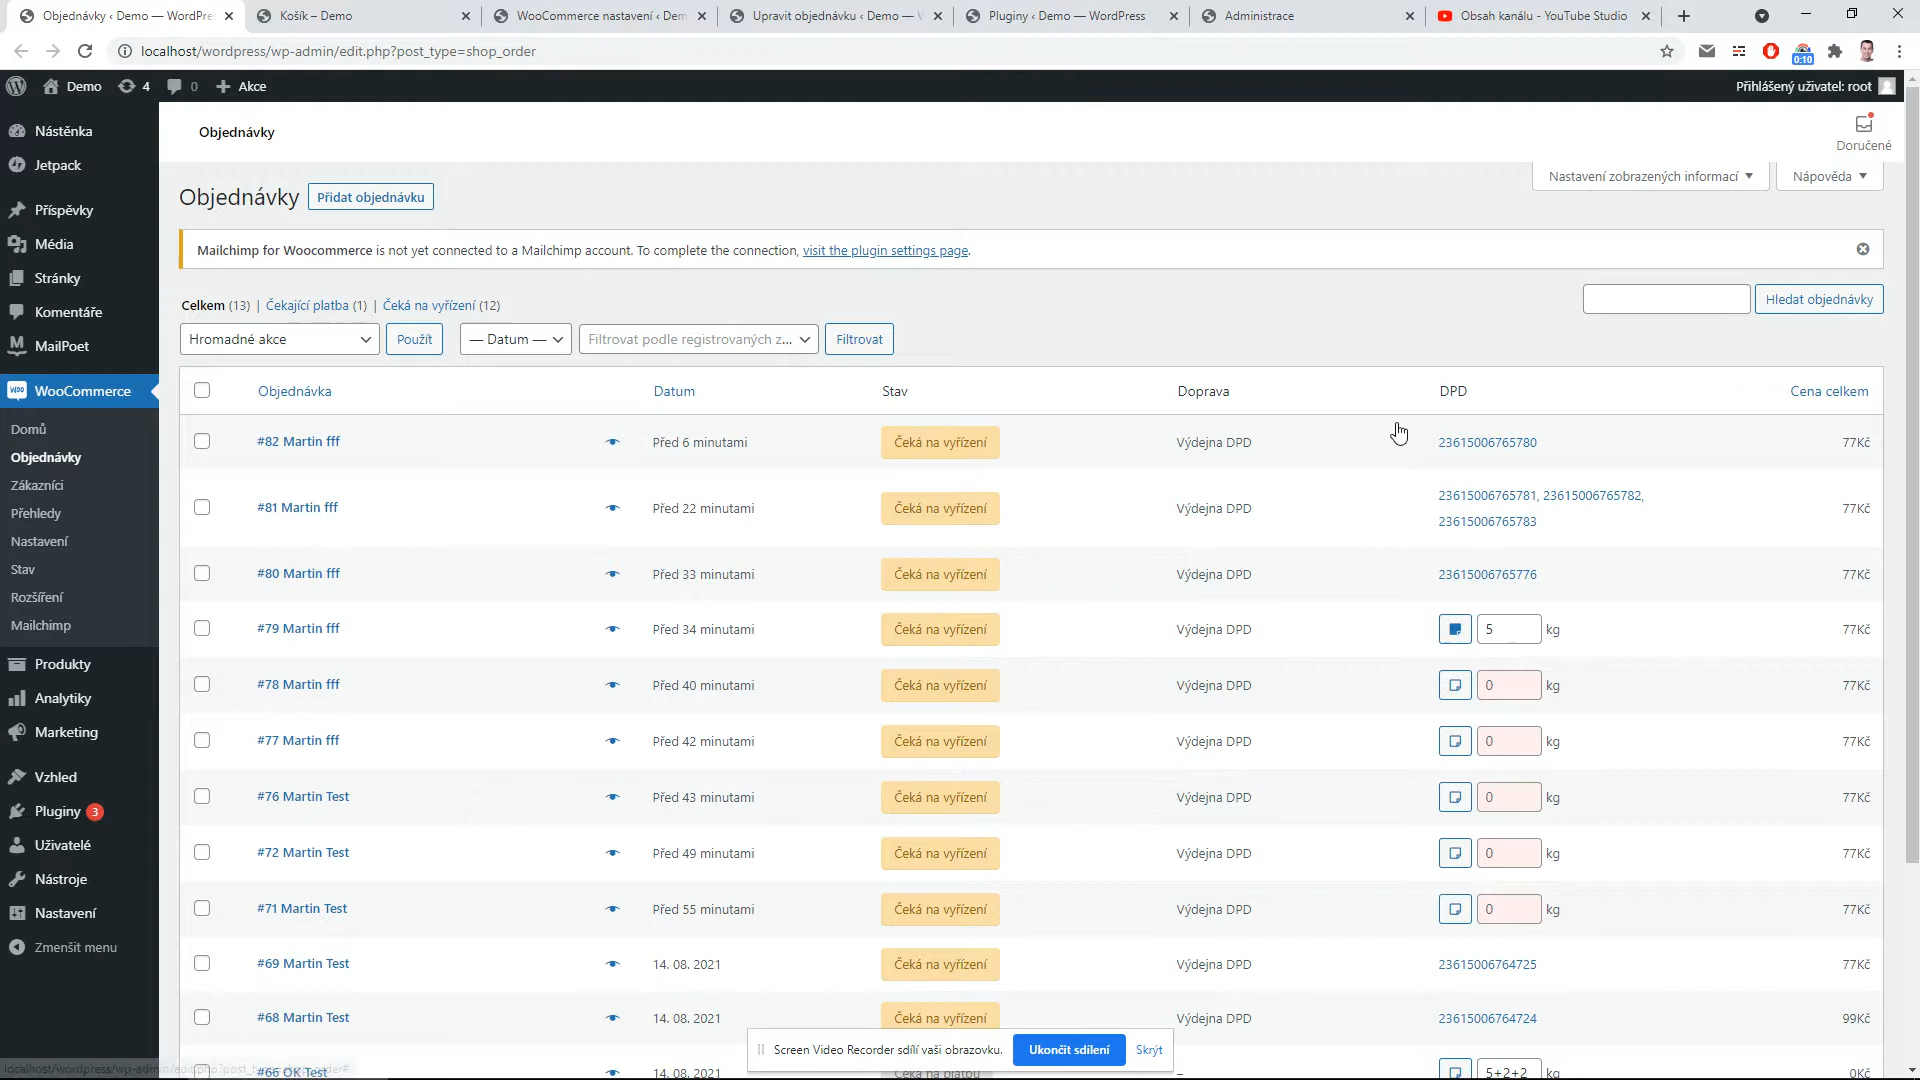 Objednávky ‹ Demo — WordPre
Košík – Demo
WooCommerce nastavení ‹ Dem
Upravit objednávku ‹ Demo — W
Pluginy ‹ Demo — WordPress
Administrace
Obsah kanálu - YouTube Studio
localhost/wordpress/wp-admin/edit.php?post_type=shop_order
0:10
Demo
4
0
Akce
Přihlášený uživatel: root
Nástěnka
Jetpack
Příspěvky
Média
Stránky
Komentáře
MailPoet
WooCommerce
Domů
Objednávky
Zákazníci
Přehledy
Nastavení
Stav
Rozšíření
Mailchimp
Produkty
Analytiky
Marketing
Vzhled
Pluginy 3
Uživatelé
Nástroje
Nastavení
Zmenšit menu
Objednávky
Doručené
Nastavení zobrazených informací
Nápověda
Objednávky
Přidat objednávku
Mailchimp for Woocommerce is not yet connected to a Mailchimp account. To complete the connection, visit the plugin settings page.
Celkem (13) | Čekající platba (1) | Čeká na vyřízení (12)
Hledat objednávky
Hromadné akce
Použít
— Datum —
Filtrovat podle registrovaných z...
Filtrovat
Objednávka Datum Stav Doprava DPD Cena celkem
#82 Martin fff Před 6 minutami Čeká na vyřízení Výdejna DPD 23615006765780 77Kč
#81 Martin fff Před 22 minutami Čeká na vyřízení Výdejna DPD 23615006765781, 23615006765782, 77Kč
23615006765783
#80 Martin fff Před 33 minutami Čeká na vyřízení Výdejna DPD 23615006765776 77Kč
#79 Martin fff Před 34 minutami Čeká na vyřízení Výdejna DPD 5 kg 77Kč
#78 Martin fff Před 40 minutami Čeká na vyřízení Výdejna DPD 0 kg 77Kč
#77 Martin fff Před 42 minutami Čeká na vyřízení Výdejna DPD 0 kg 77Kč
#76 Martin Test Před 43 minutami Čeká na vyřízení Výdejna DPD 0 kg 77Kč
#72 Martin Test Před 49 minutami Čeká na vyřízení Výdejna DPD 0 kg 77Kč
#71 Martin Test Před 55 minutami Čeká na vyřízení Výdejna DPD 0 kg 77Kč
#69 Martin Test 14. 08. 2021 Čeká na vyřízení Výdejna DPD 23615006764725 77Kč
#68 Martin Test 14. 08. 2021 Čeká na vyřízení Výdejna DPD 23615006764724 99Kč
#66 OK Test 14. 08. 2021 Čeká na platbu – 5+2+2 kg 0Kč
Screen Video Recorder sdílí vaši obrazovku.
Ukončit sdílení
Skrýt
localhost/wordpress/wp-admin/edit.php?post_type=shop_order#